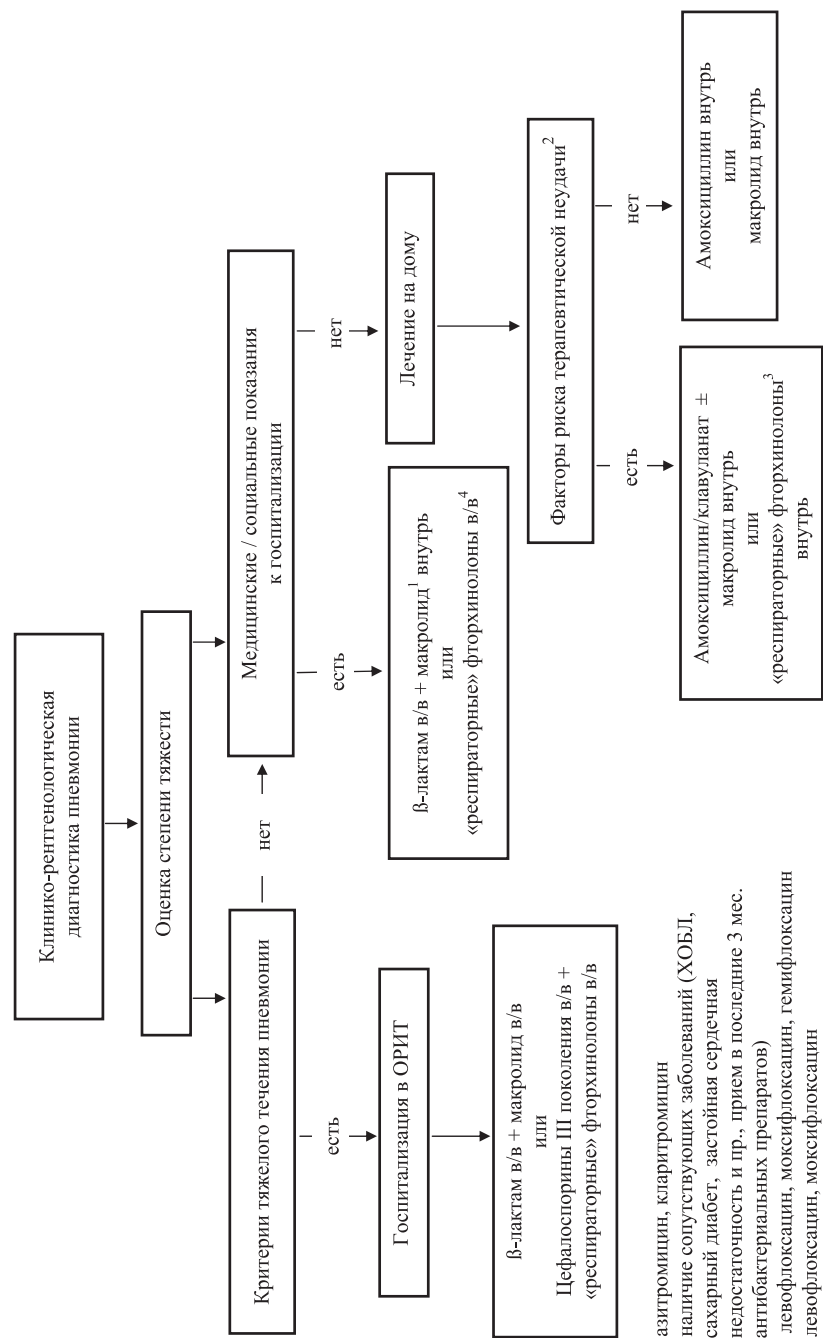 Клинико-рентгенологическая
диагностика пневмонии
Оценка степени тяжести
Критерии тяжелого течения пневмонии
нет
Медицинские / социальные показания
к госпитализации
есть
Госпитализация в ОРИТ
ß-лактам в/в + макролид в/в
или
Цефалоспорины III поколения в/в +
«респираторные» фторхинолоны в/в
есть
ß-лактам в/в + макролид¹ внутрь
или
«респираторные» фторхинолоны в/в⁴
нет
Лечение на дому
Факторы риска терапевтической неудачи²
есть
Амоксициллин/клавуланат ±
макролид внутрь
или
«респираторные» фторхинолоны³
внутрь
нет
Амоксициллин внутрь
или
макролид внутрь
азитромицин, кларитромицин
наличие сопутствующих заболеваний (ХОБЛ,
сахарный диабет, застойная сердечная
недостаточность и пр., прием в последние 3 мес.
антибактериальных препаратов)
левофлоксацин, моксифлоксацин, гемифлоксацин
левофлоксацин, моксифлоксацин